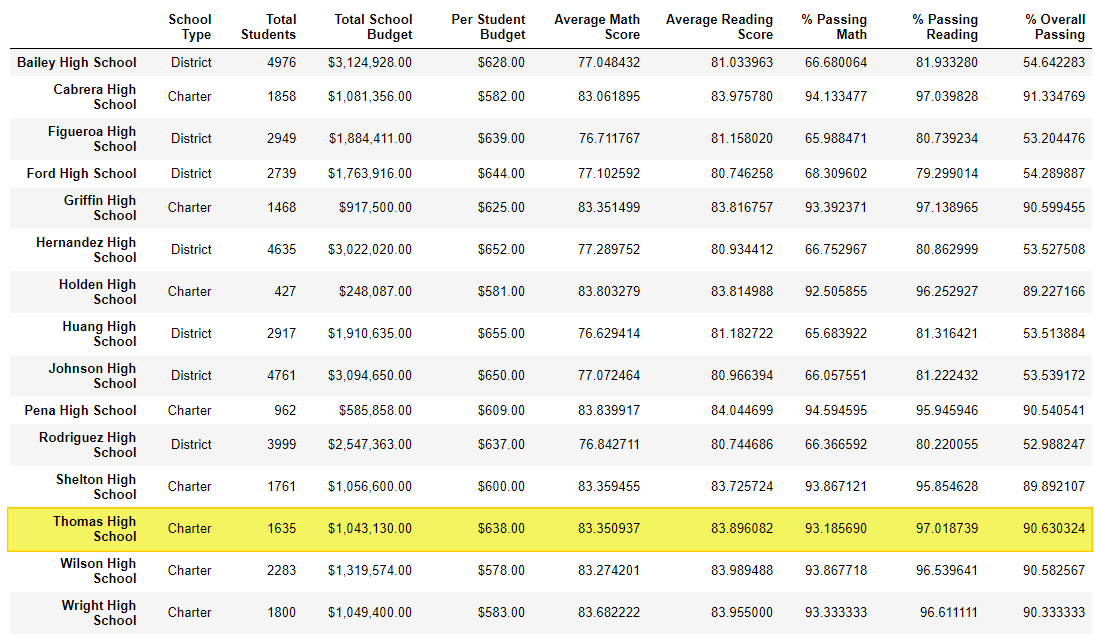 School Type Total Students Total School Budget Per Student Budget Average Math Score Average Reading Score % Passing Math % Passing Reading % Overall Passing
Bailey High School District 4976 $3,124,928.00 $628.00 77.048432 81.033963 66.680064 81.933280 54.642283
Cabrera High School Charter 1858 $1,081,356.00 $582.00 83.061895 83.975780 94.133477 97.039828 91.334769
Figueroa High School District 2949 $1,884,411.00 $639.00 76.711767 81.158020 65.988471 80.739234 53.204476
Ford High School District 2739 $1,763,916.00 $644.00 77.102592 80.746258 68.309602 79.299014 54.289887
Griffin High School Charter 1468 $917,500.00 $625.00 83.351499 83.816757 93.392371 97.138965 90.599455
Hernandez High School District 4635 $3,022,020.00 $652.00 77.289752 80.934412 66.752967 80.862999 53.527508
Holden High School Charter 427 $248,087.00 $581.00 83.803279 83.814988 92.505855 96.252927 89.227166
Huang High School District 2917 $1,910,635.00 $655.00 76.629414 81.182722 65.683922 81.316421 53.513884
Johnson High School District 4761 $3,094,650.00 $650.00 77.072464 80.966394 66.057551 81.222432 53.539172
Pena High School Charter 962 $585,858.00 $609.00 83.839917 84.044699 94.594595 95.945946 90.540541
Rodriguez High School District 3999 $2,547,363.00 $637.00 76.842711 80.744686 66.366592 80.220055 52.988247
Shelton High School Charter 1761 $1,056,600.00 $600.00 83.359455 83.725724 93.867121 95.854628 89.892107
Thomas High School Charter 1635 $1,043,130.00 $638.00 83.350937 83.896082 93.185690 97.018739 90.630324
Wilson High School Charter 2283 $1,319,574.00 $578.00 83.274201 83.989488 93.867718 96.539641 90.582567
Wright High School Charter 1800 $1,049,400.00 $583.00 83.682222 83.955000 93.333333 96.611111 90.333333